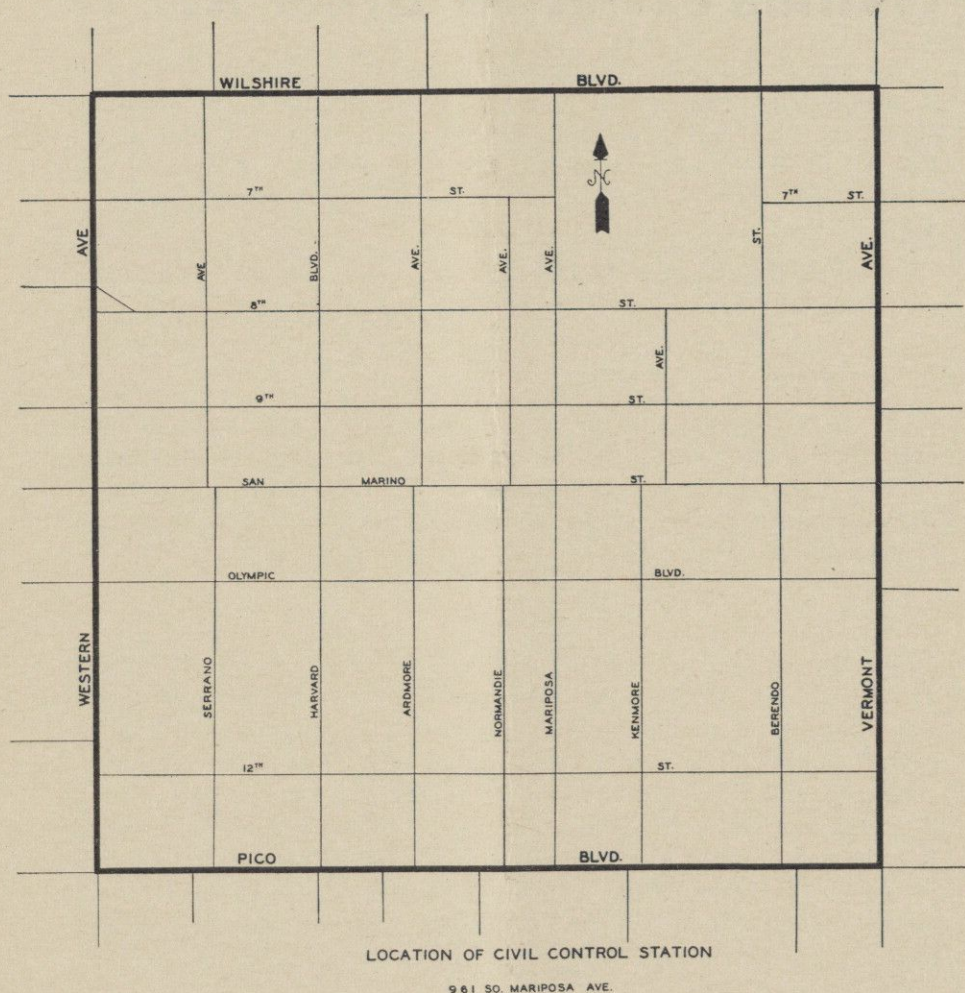 WILSHIRE BLVD.
7TH ST. 7TH ST.
AVE AVE BLVD. AVE. AVE. AVE. ST. AVE.
N
8TH ST.
AVE.
9TH ST.
SAN MARINO ST.
OLYMPIC BLVD.
WESTERN SERRANO HARVARD ARDMORE NORMANDIE MARIPOSA KENMORE BERENDO VERMONT
12TH ST.
PICO BLVD.
LOCATION OF CIVIL CONTROL STATION
961 SO. MARIPOSA AVE.